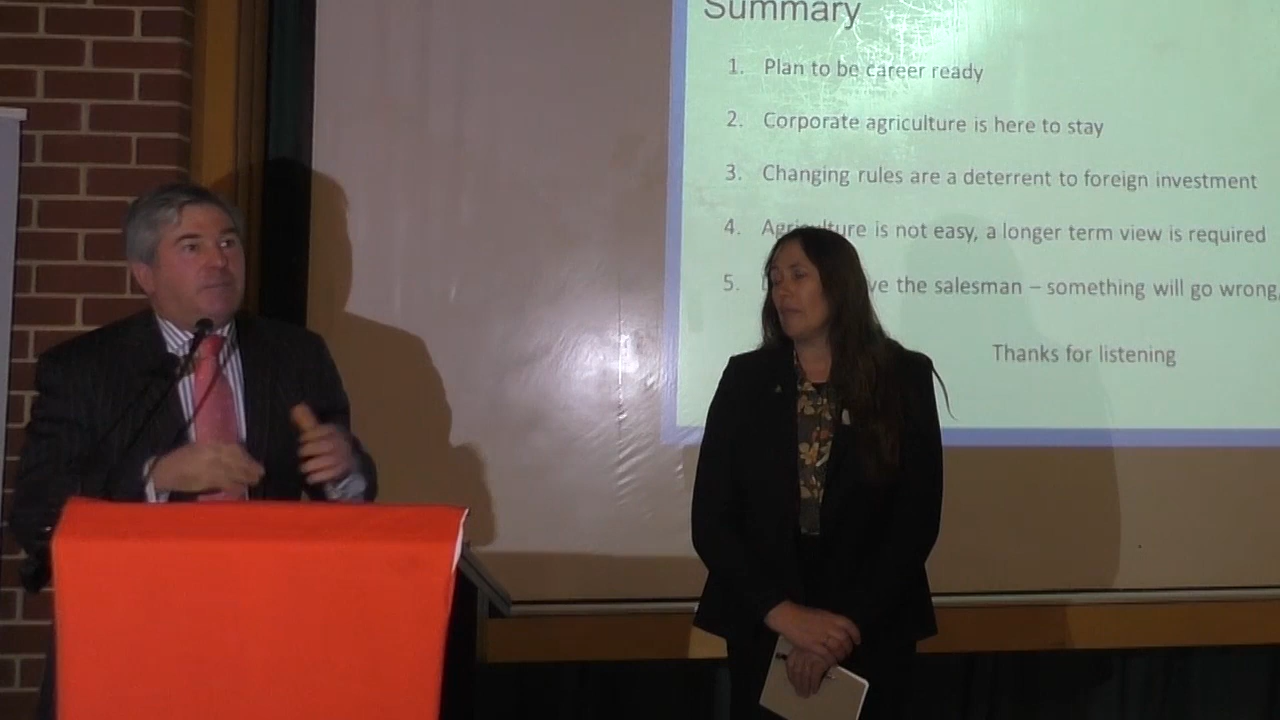 Summary
1. Plan to be career ready
2. Corporate agriculture is here to stay
3. Changing rules are a deterrent to foreign investment
4. Agriculture is not easy, a longer term view is required
5. the salesman – something will go wrong
Thanks for listening